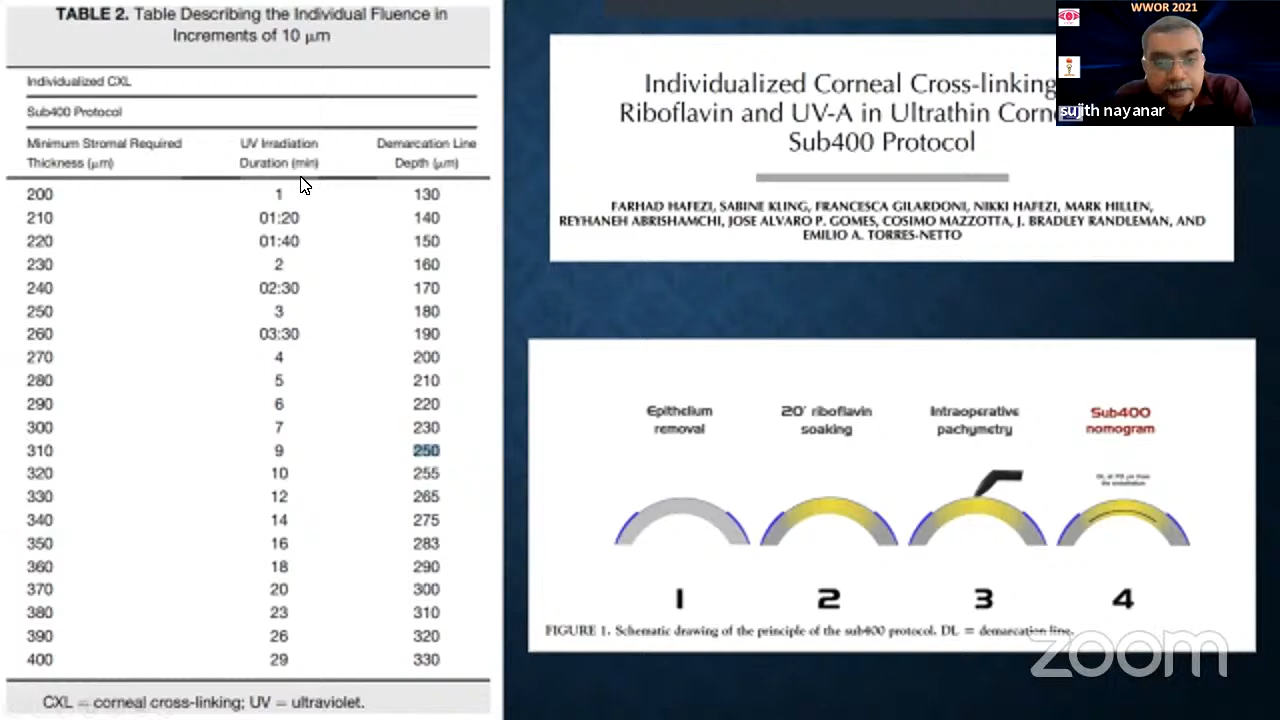 TABLE 2. Table Describing the Individual Fluence in
Increments of 10 μm
Individualized CXL
Sub400 Protocol
Minimum Stromal Required Thickness (μm) UV Irradiation Duration (min) Demarcation Line Depth (μm)
200 1 130
210 01:20 140
220 01:40 150
230 2 160
240 02:30 170
250 3 180
260 03:30 190
270 4 200
280 5 210
290 6 220
300 7 230
310 9 250
320 10 255
330 12 265
340 14 275
350 16 283
360 18 290
370 20 300
380 23 310
390 26 320
400 29 330
CXL = corneal cross-linking; UV = ultraviolet.
WWOR 2021
sujith nayanar
Individualized Corneal Cross-linking
Riboflavin and UV-A in Ultrathin
Sub400 Protocol
FARHAD HAFEZI, SABINE KLING, FRANCESCA GILARDONI, NIKKI HAFEZI, MARK HILLEN,
REYHANEH ABRISHAMCHI, JOSE ALVARO P. GOMES, COSIMO MAZZOTTA, J. BRADLEY RANDLEMAN, AND
EMILIO A. TORRES-NETTO
Epithelium removal
20' riboflavin soaking
Intraoperative pachymetry
Sub400 nomogram
1 2 3 4
FIGURE 1. Schematic drawing of the principle of the sub400 protocol. DL = demarcation line.
zoom